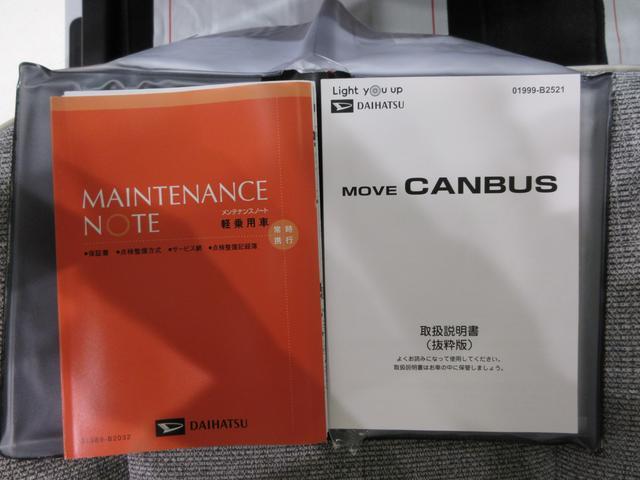 MAINTENANCE
NOTE
メンテナンスノート
軽乗用車
常時
携行
●保証書 ●点検整備方式 ●サービス網 ●点検整備記録簿
DAIHATSU
01999-B2032
Light you up
01999-B2521
DAIHATSU
MOVE CANBUS
取扱説明書
（抜粋版）
よくお読みになって使用してください。
取扱説明書はお車の中に保管しましょう。